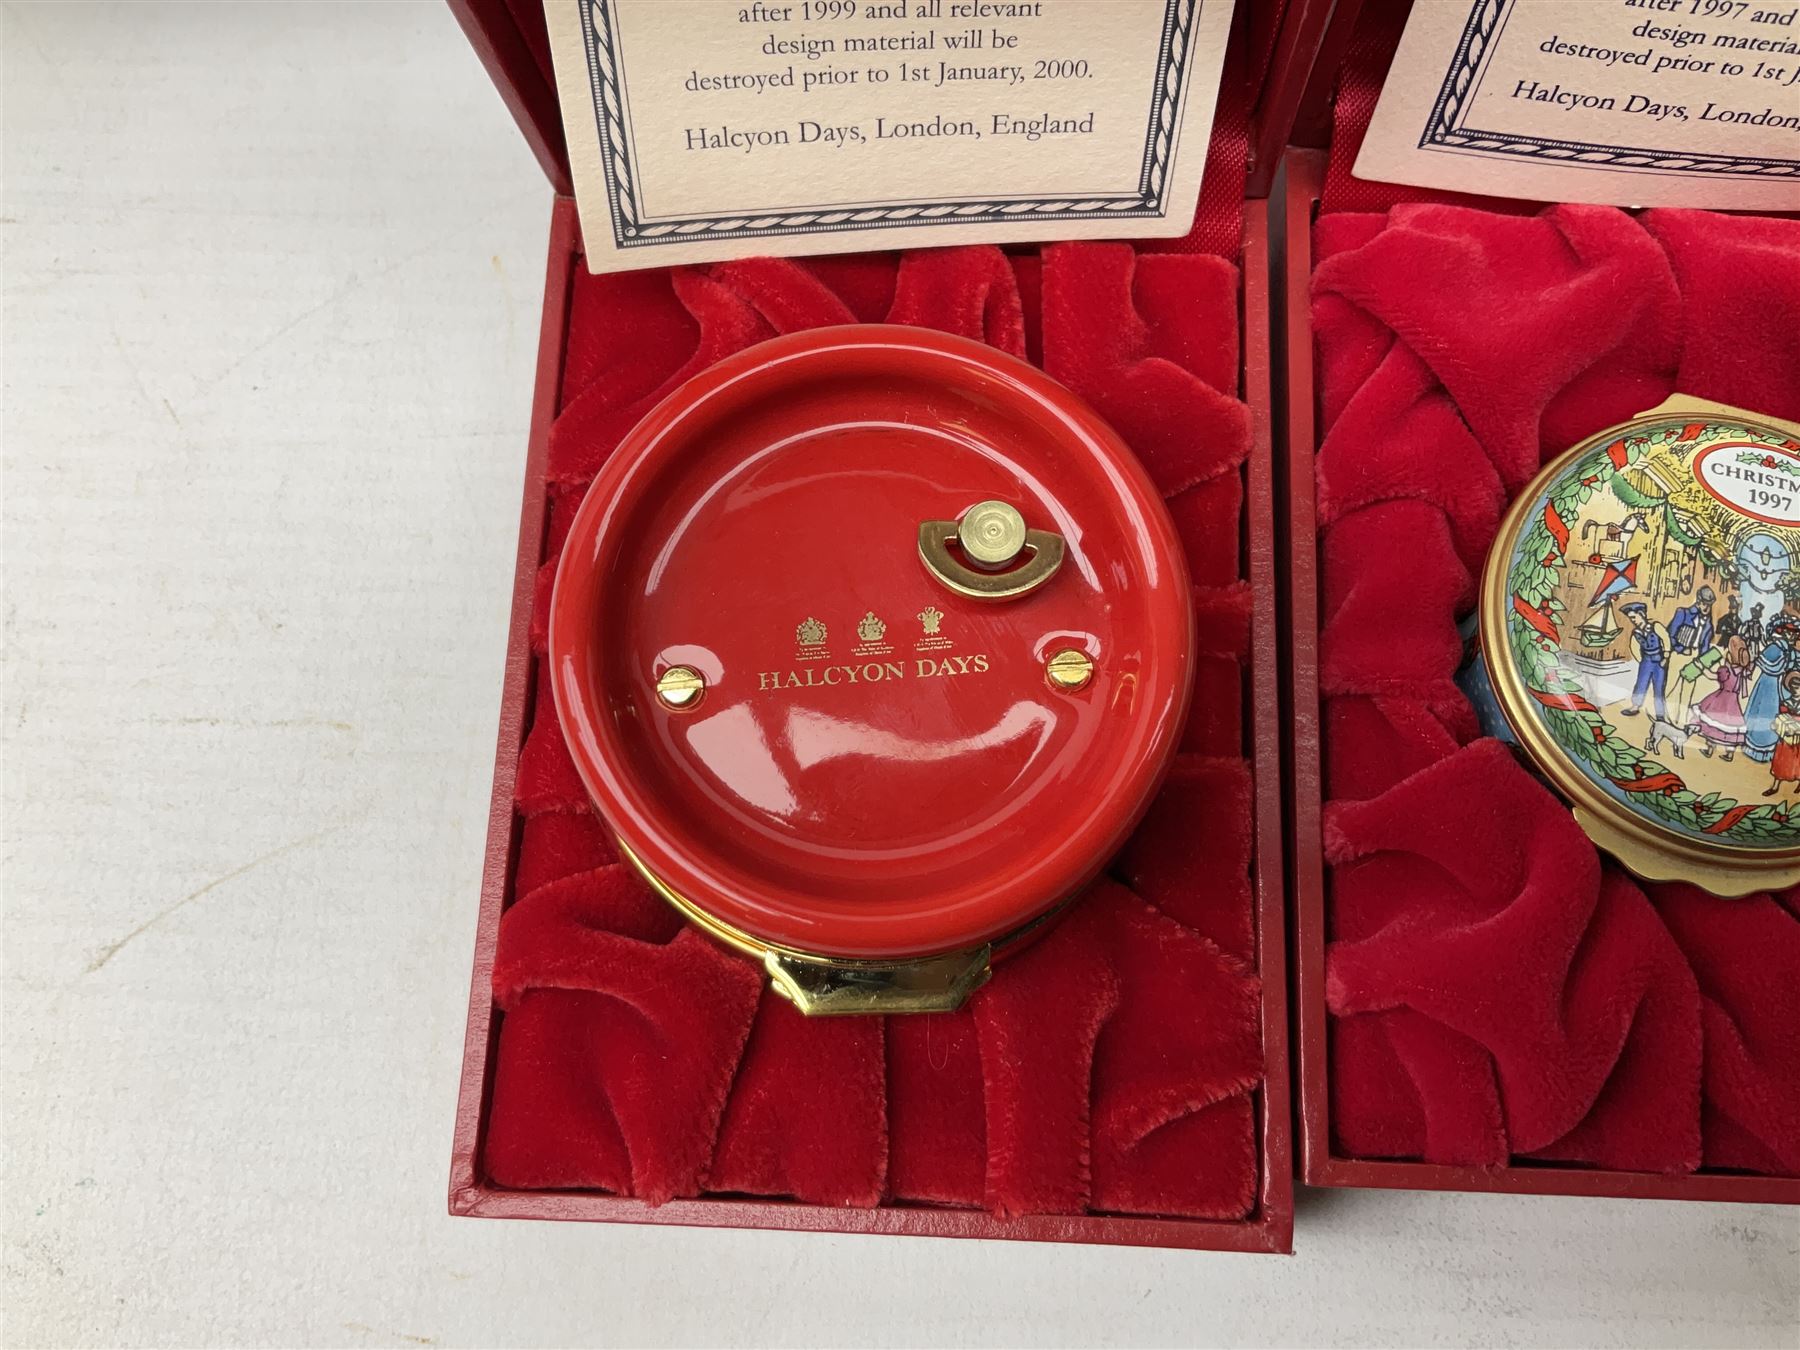 after 1999 and all relevant
design material will be
destroyed prior to 1st January, 2000.
Halcyon Days, London, England
after 1997 and
design material
destroyed prior to 1st J
Halcyon Days, London,
HALCYON DAYS
CHRISTM
1997